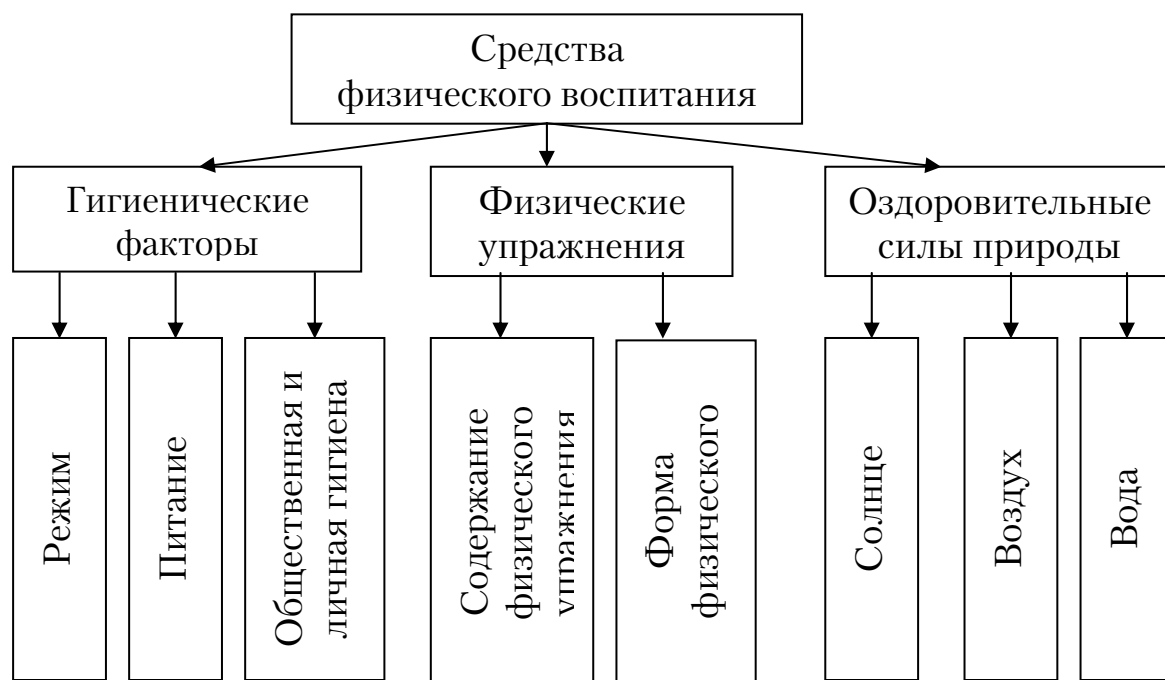 Средства
физического воспитания
Гигиенические
факторы
Физические
упражнения
Оздоровительные
силы природы
Режим
Питание
Общественная и
личная гигиена
Содержание
физического
упражнения
Форма
физического
Солнце
Воздух
Вода